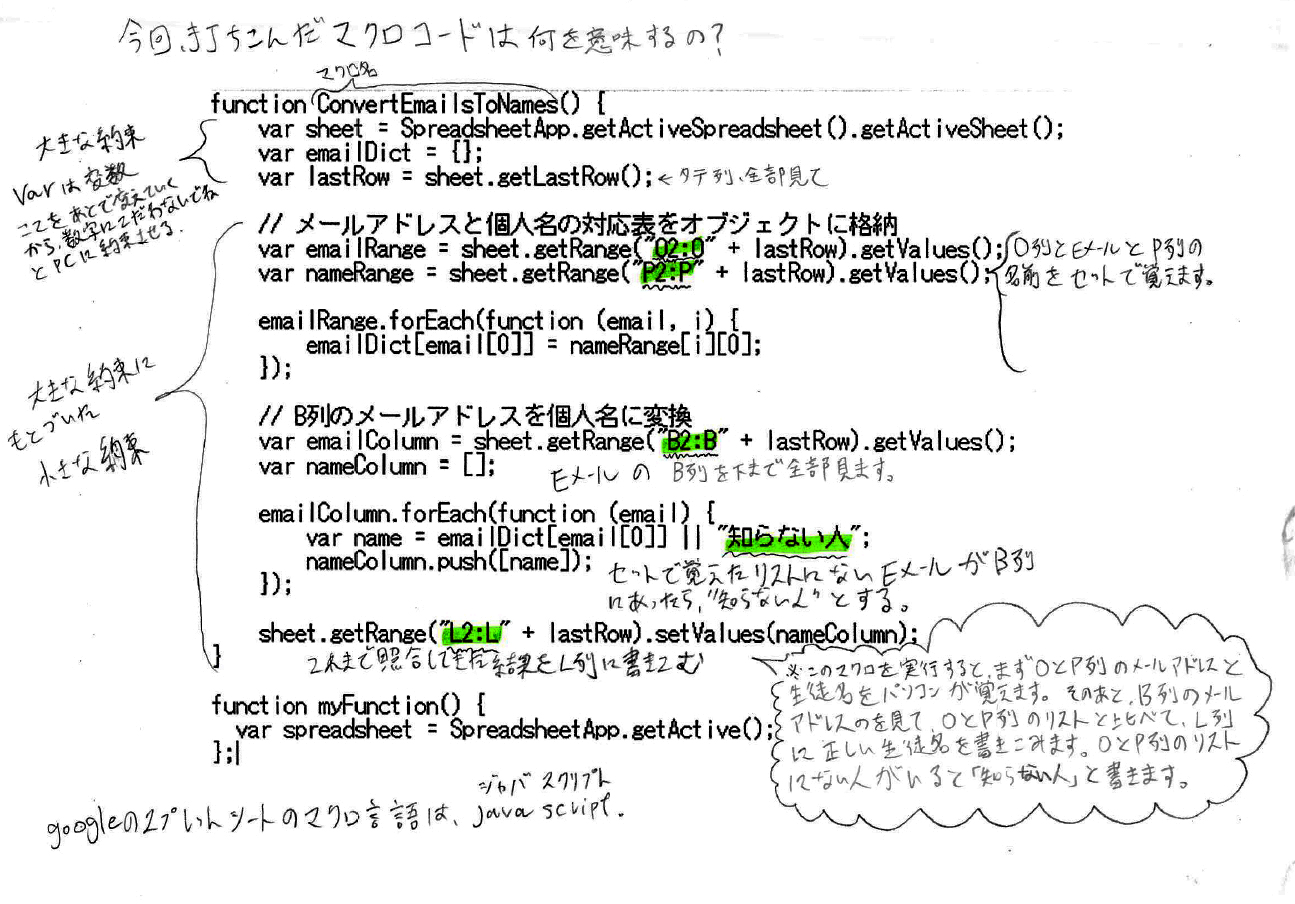 今回、打ちこんだマクロコードは何を意味するの?
マクロ名
function ConvertEmailsToNames() {
var sheet = SpreadsheetApp.getActiveSpreadsheet().getActiveSheet();
var emailDict = {};
var lastRow = sheet.getLastRow(); ←タテ列、全部見て
大きな約束
varは変数
ここをあとで変えていく
から、数字にこだわないでね
とPCに約束させる.
// メールアドレスと個人名の対応表をオブジェクトに格納
var emailRange = sheet.getRange("O2:O" + lastRow).getValues();
var nameRange = sheet.getRange("P2:P" + lastRow).getValues();
O列とEメールとP列の
名前をセットで覚えます。
emailRange.forEach(function (email, i) {
emailDict[email[0]] = nameRange[i][0];
});
大きな約束に
もとづいた
小さな約束
// B列のメールアドレスを個人名に変換
var emailColumn = sheet.getRange("B2:B" + lastRow).getValues();
var nameColumn = [];
Eメールの B列を下まで全部見ます。
emailColumn.forEach(function (email) {
var name = emailDict[email[0]] || "知らない人";
nameColumn.push([name]);
});
セットで覚えたリストにないEメールがB列
にあったら、"知らない人"とする。
sheet.getRange("L2:L" + lastRow).setValues(nameColumn);
}
これまで照合してきた結果をL列に書きこむ
※このマクロを実行すると、まずOとP列のメールアドレスと
生徒名をパソコンが覚えます。そのあと、B列のメール
アドレスのを見て、OとP列のリストと比べて、L列
に正しい生徒名を書きこみます。OとP列のリスト
にない人がいると「知らない人」と書きます。
function myFunction() {
var spreadsheet = SpreadsheetApp.getActive();
};
ジャバ スクリプト
googleのスプレットシートのマクロ言語は、java script.